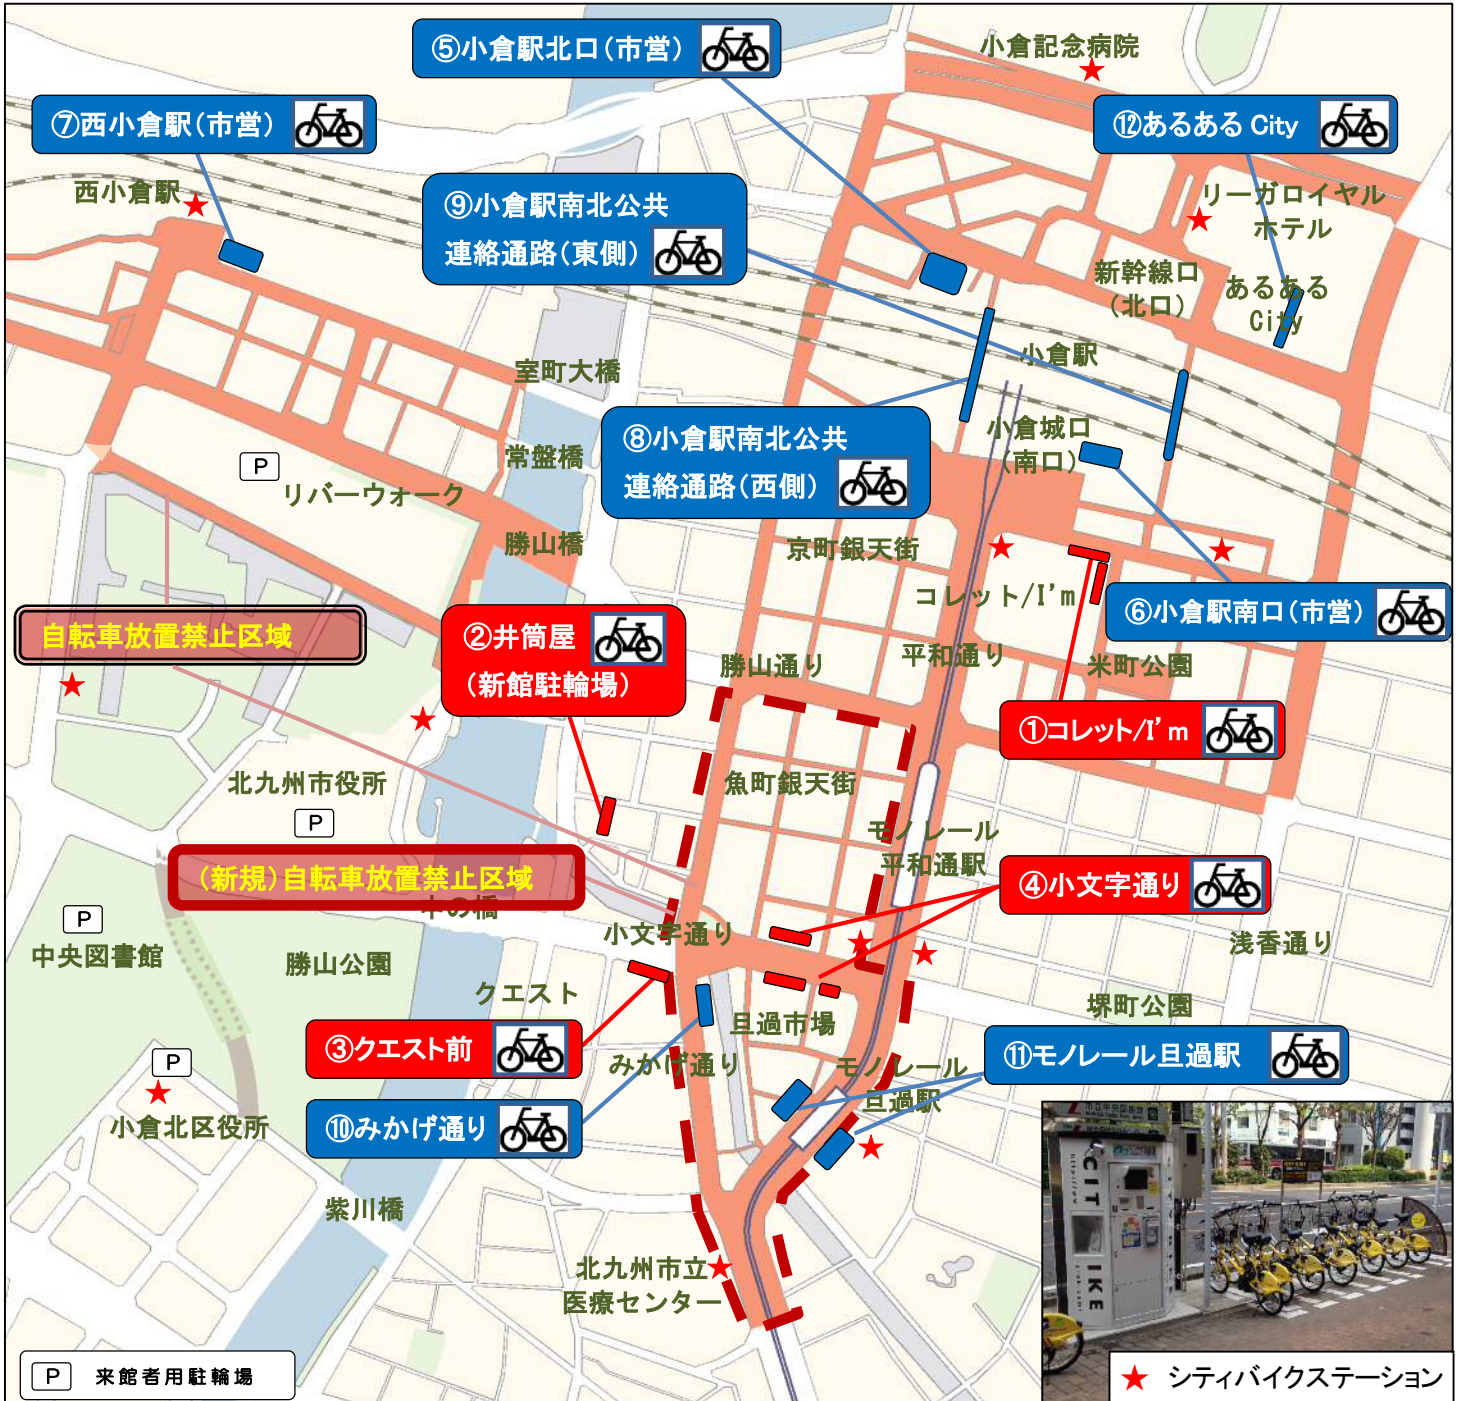 ⑤小倉駅北口(市営)
小倉記念病院
⑦西小倉駅(市営)
⑫あるある City
西小倉駅
⑨小倉駅南北公共
連絡通路(東側)
リーガロイヤル
ホテル
新幹線口
(北口)
あるある
City
室町大橋
小倉駅
⑧小倉駅南北公共
連絡通路(西側)
小倉城口
(南口)
常盤橋
P
リバーウォーク
勝山橋
京町銀天街
コレット/I'm
⑥小倉駅南口(市営)
自転車放置禁止区域
②井筒屋
(新館駐輪場)
勝山通り
平和通り
米町公園
①コレット/I'm
北九州市役所
P
魚町銀天街
モノレール
平和通駅
(新規)自転車放置禁止区域
中の橋
④小文字通り
P
中央図書館
勝山公園
小文字通り
浅香通り
クエスト
旦過市場
堺町公園
③クエスト前
みかげ通り
モノレール
旦過駅
⑪モノレール旦過駅
P
小倉北区役所
⑩みかげ通り
紫川橋
北九州市立
医療センター
CITY BIKE
P 来館者用駐輪場
★ シティバイクステーション